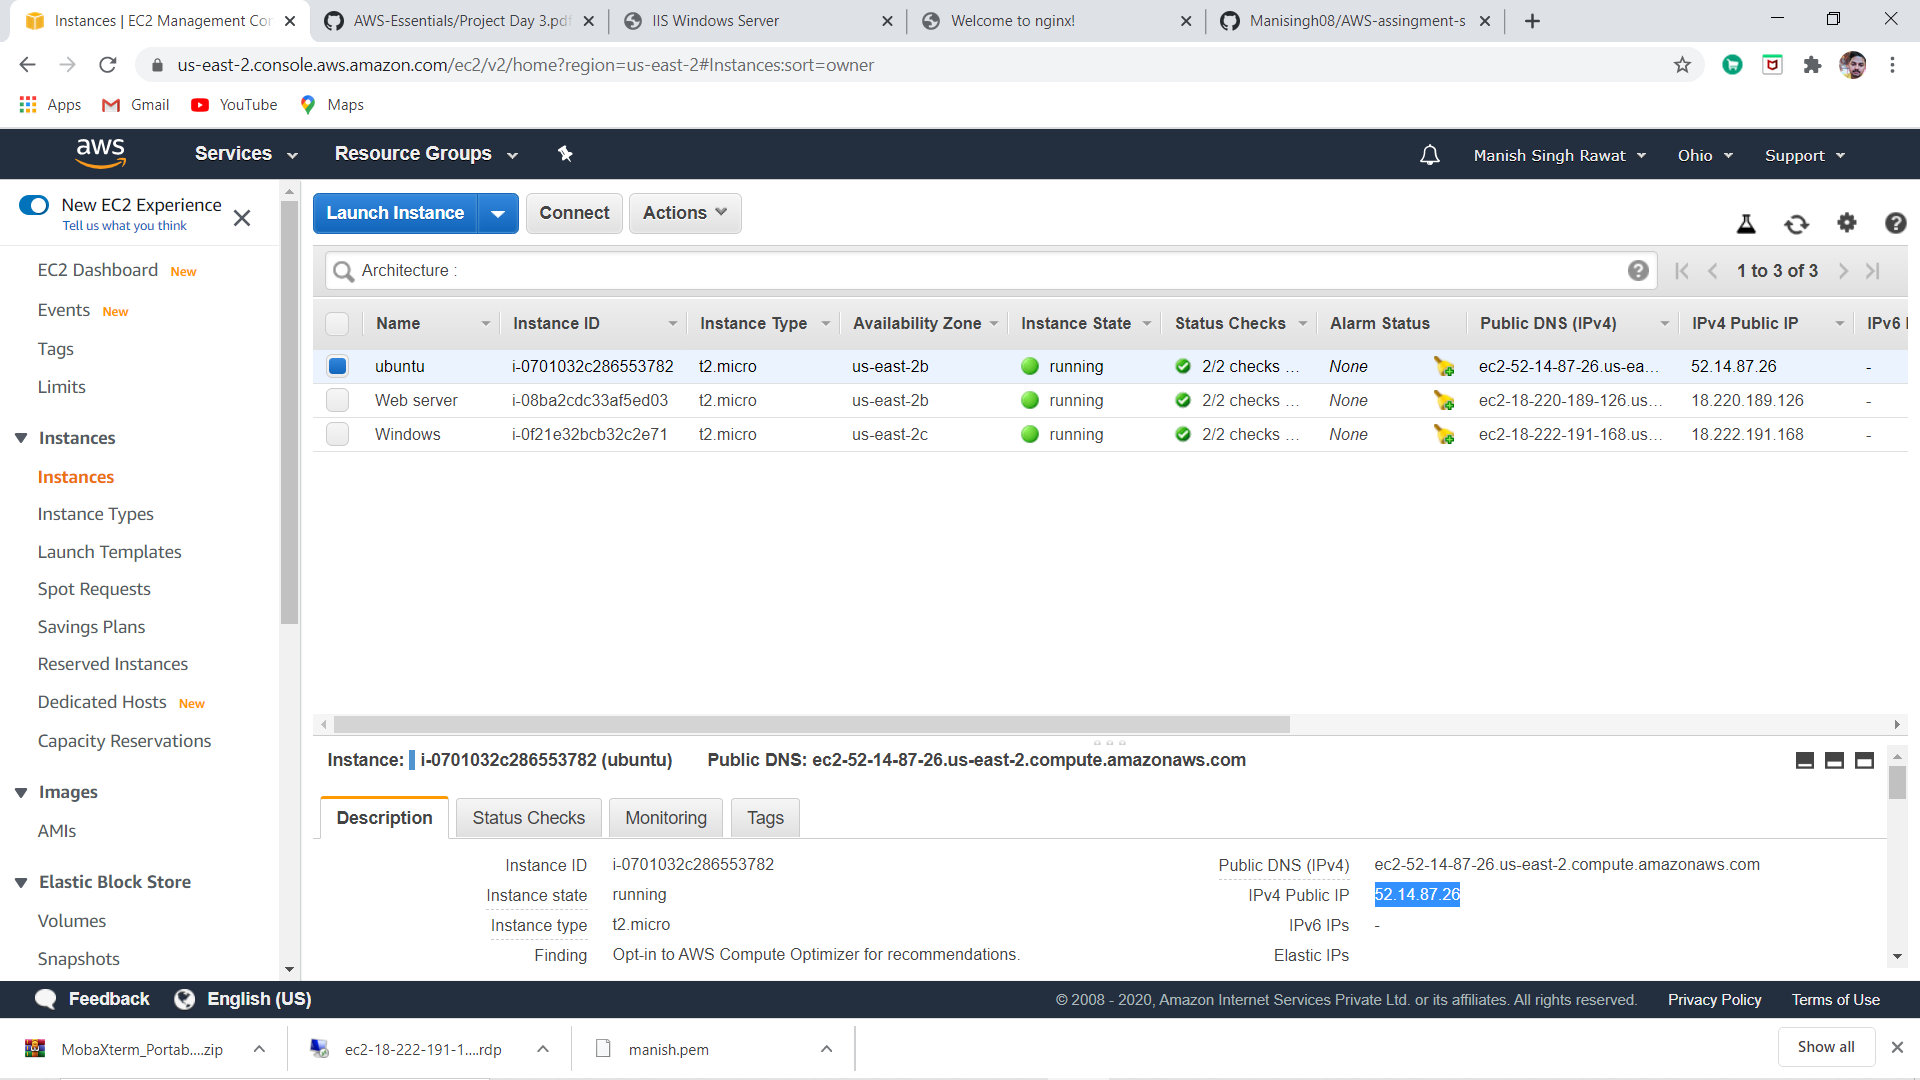 Instances | EC2 Management Con
AWS-Essentials/Project Day 3.pdf
IIS Windows Server
Welcome to nginx!
Manisingh08/AWS-assingment-s
us-east-2.console.aws.amazon.com/ec2/v2/home?region=us-east-2#Instances:sort=owner
Apps
Gmail
YouTube
Maps
aws
Services
Resource Groups
Manish Singh Rawat
Ohio
Support
New EC2 Experience
Tell us what you think
EC2 Dashboard New
Events New
Tags
Limits
Instances
Instances
Instance Types
Launch Templates
Spot Requests
Savings Plans
Reserved Instances
Dedicated Hosts New
Capacity Reservations
Images
AMIs
Elastic Block Store
Volumes
Snapshots
Launch Instance
Connect
Actions
Architecture :
1 to 3 of 3
Name Instance ID Instance Type Availability Zone Instance State Status Checks Alarm Status Public DNS (IPv4) IPv4 Public IP IPv6 I
ubuntu i-0701032c286553782 t2.micro us-east-2b running 2/2 checks ... None ec2-52-14-87-26.us-ea... 52.14.87.26 -
Web server i-08ba2cdc33af5ed03 t2.micro us-east-2b running 2/2 checks ... None ec2-18-220-189-126.us... 18.220.189.126 -
Windows i-0f21e32bcb32c2e71 t2.micro us-east-2c running 2/2 checks ... None ec2-18-222-191-168.us... 18.222.191.168 -
Instance: i-0701032c286553782 (ubuntu) Public DNS: ec2-52-14-87-26.us-east-2.compute.amazonaws.com
Description
Status Checks
Monitoring
Tags
Instance ID i-0701032c286553782
Instance state running
Instance type t2.micro
Finding Opt-in to AWS Compute Optimizer for recommendations.
Public DNS (IPv4) ec2-52-14-87-26.us-east-2.compute.amazonaws.com
IPv4 Public IP 52.14.87.26
IPv6 IPs -
Elastic IPs
Feedback
English (US)
© 2008 - 2020, Amazon Internet Services Private Ltd. or its affiliates. All rights reserved.
Privacy Policy
Terms of Use
MobaXterm_Portab....zip
ec2-18-222-191-1....rdp
manish.pem
Show all